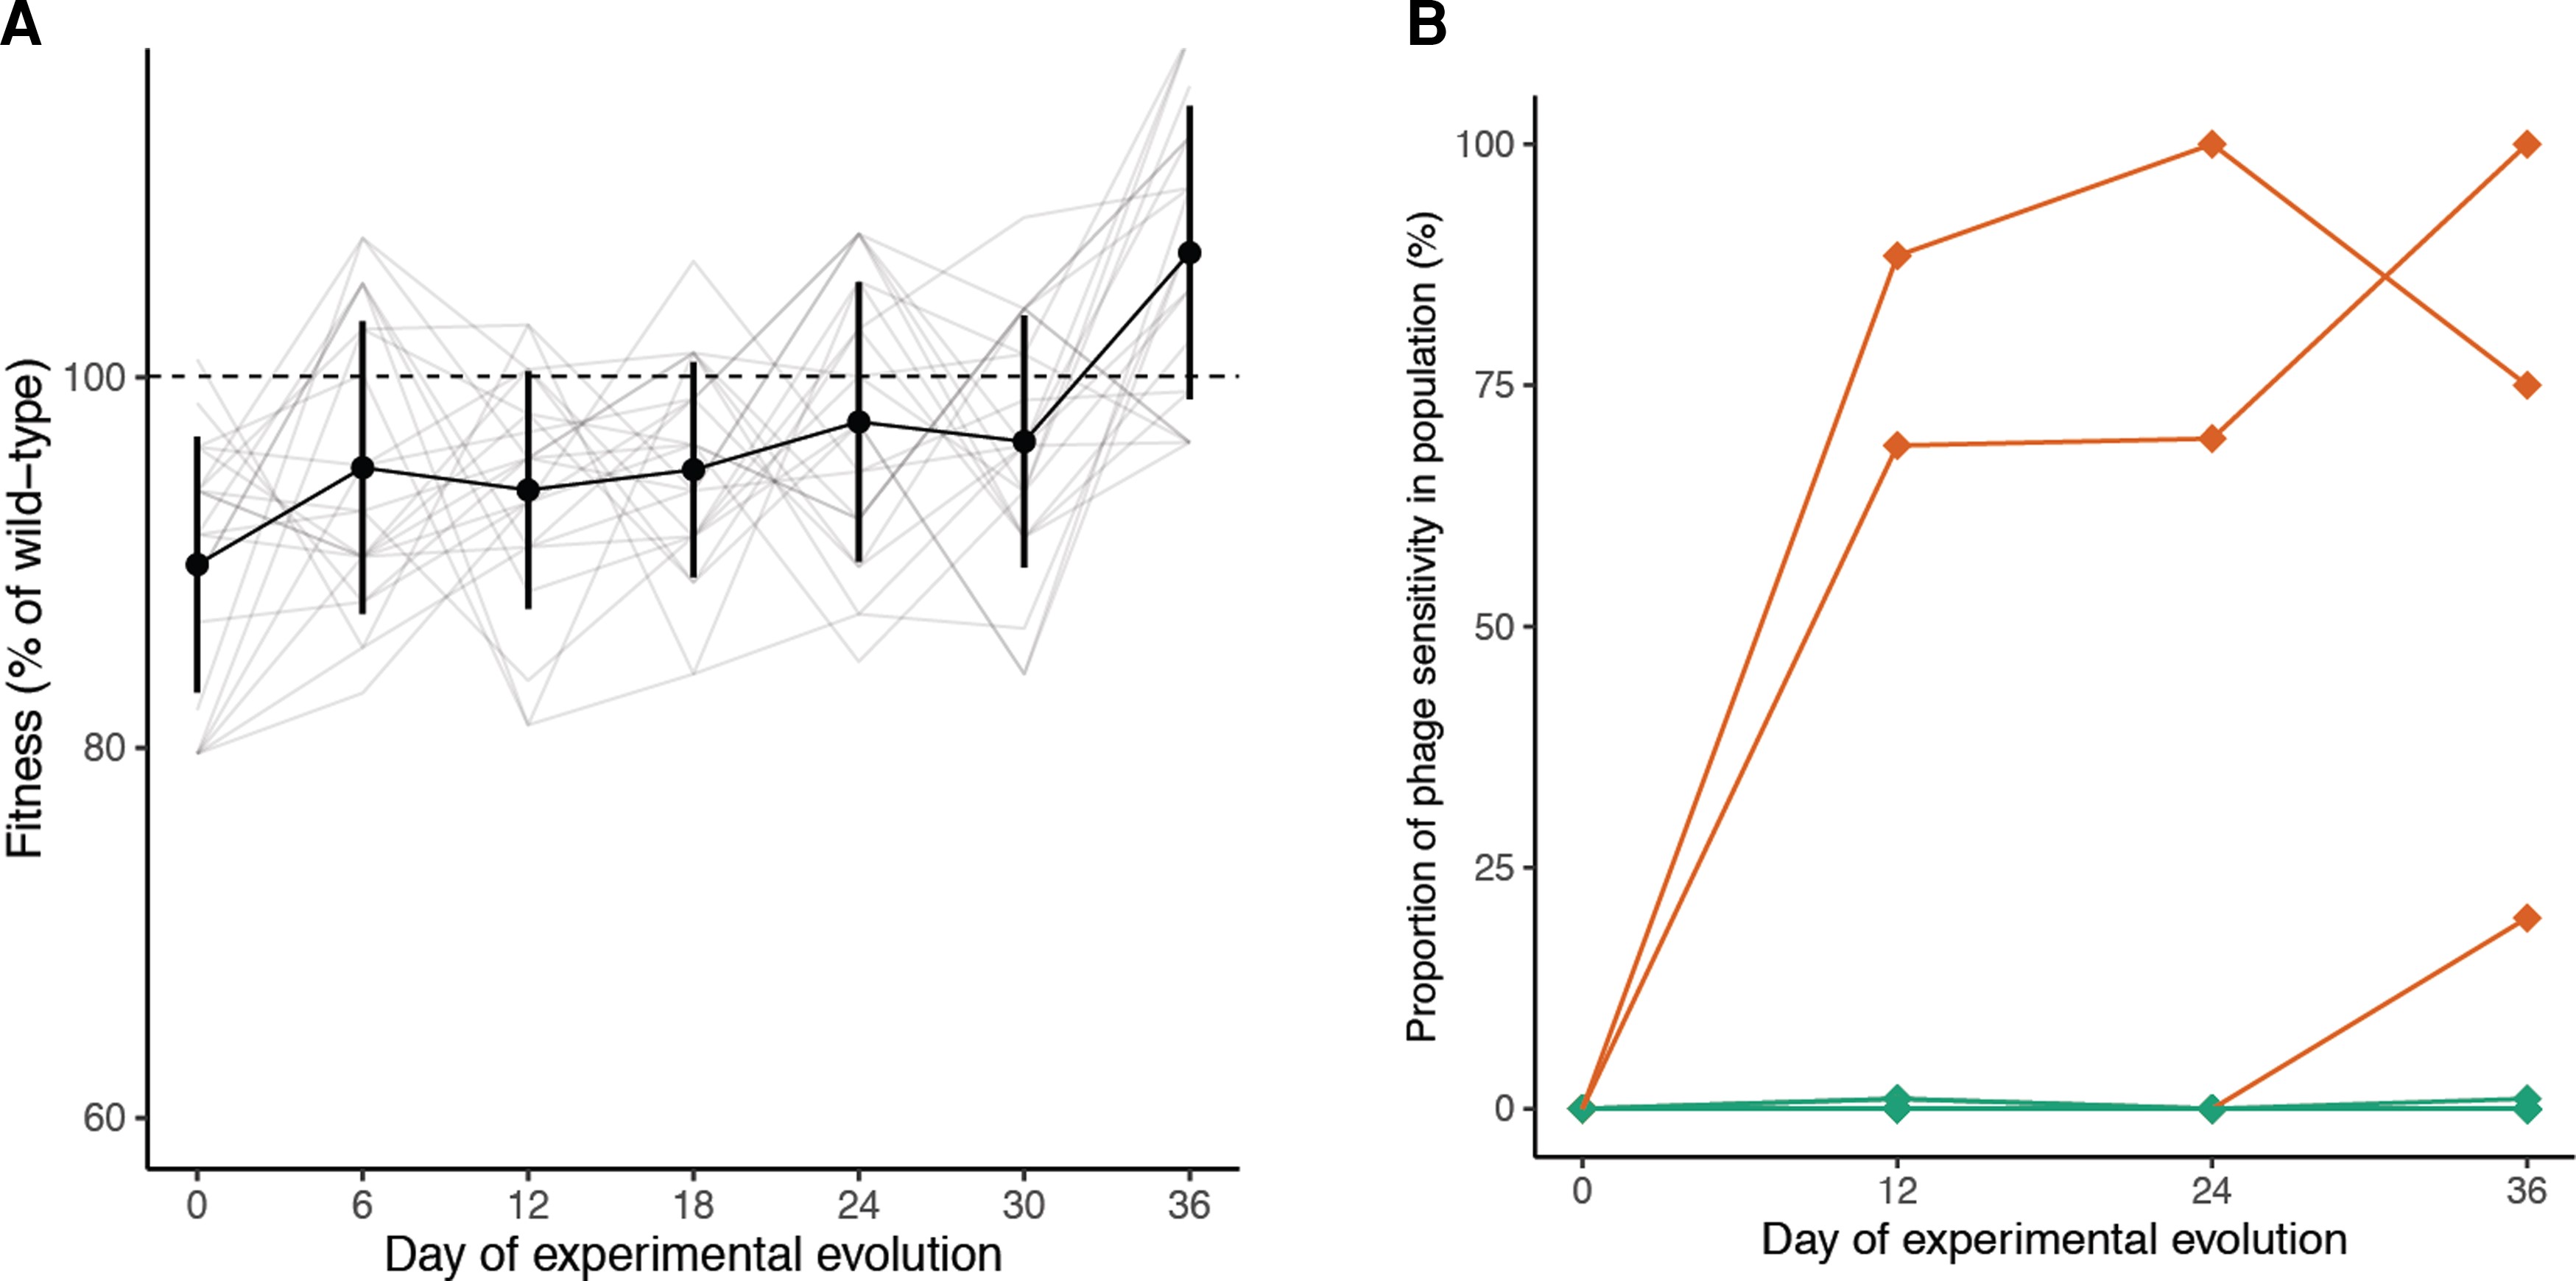 A
Fitness (% of wild−type)
100
80
60
0 6 12 18 24 30 36
Day of experimental evolution
B
Proportion of phage sensitivity in population (%)
100
75
50
25
0
0 12 24 36
Day of experimental evolution